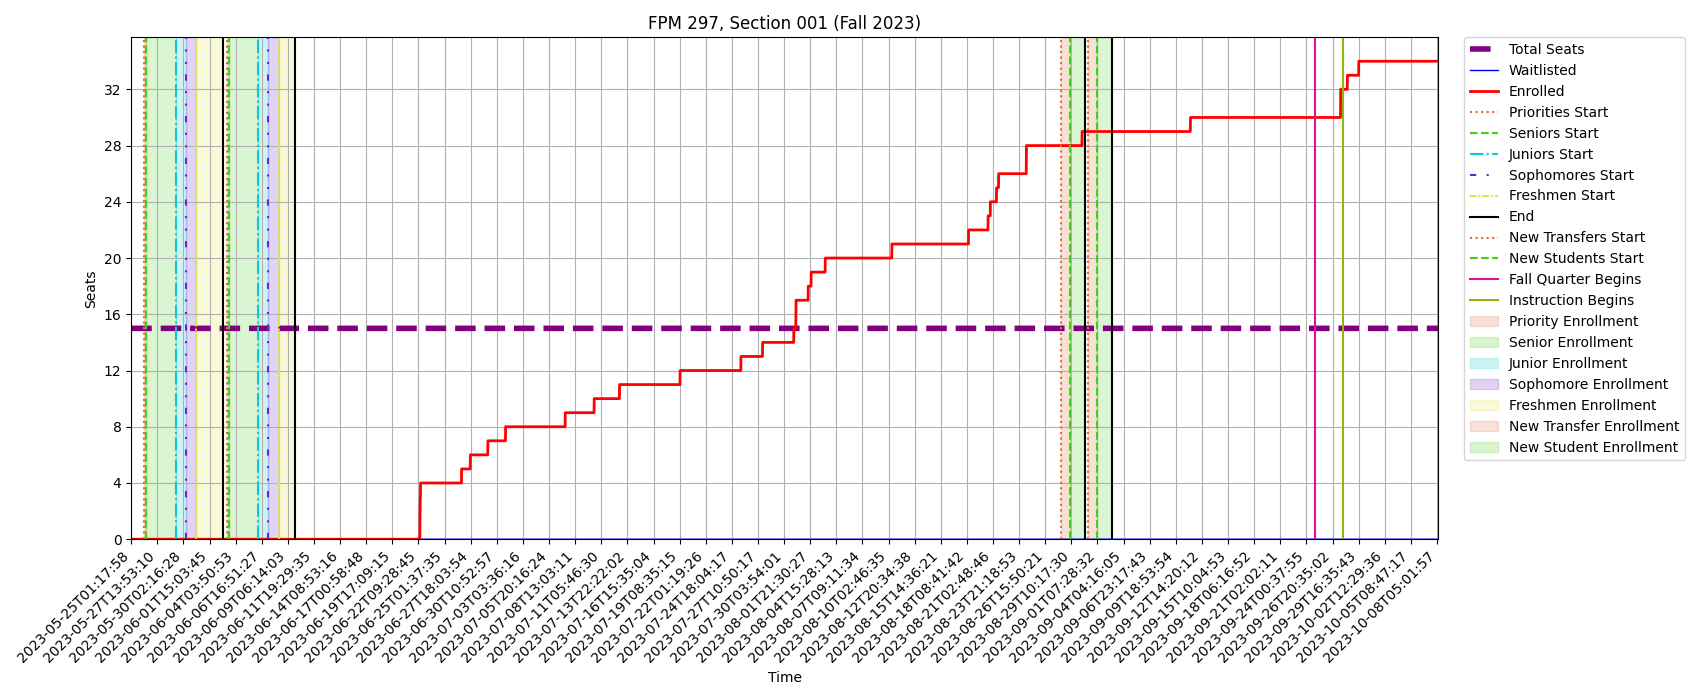 FPM 297, Section 001 (Fall 2023)
Seats
32
28
24
20
16
12
8
4
0
2023-05-25T01:17:58
2023-05-27T13:53:10
2023-05-30T02:16:28
2023-06-01T15:03:45
2023-06-04T03:50:53
2023-06-06T16:51:27
2023-06-09T06:14:03
2023-06-11T19:29:35
2023-06-14T08:53:16
2023-06-17T00:58:48
2023-06-19T17:09:15
2023-06-22T09:28:45
2023-06-25T01:37:35
2023-06-27T18:03:54
2023-06-30T10:52:57
2023-07-03T03:36:16
2023-07-05T20:16:24
2023-07-08T13:03:11
2023-07-11T05:46:30
2023-07-13T22:22:02
2023-07-16T15:35:04
2023-07-19T08:35:15
2023-07-22T01:19:26
2023-07-24T18:04:17
2023-07-27T10:50:17
2023-07-30T03:54:01
2023-08-01T21:30:27
2023-08-04T15:28:13
2023-08-07T09:11:34
2023-08-10T02:46:35
2023-08-12T20:34:38
2023-08-15T14:36:21
2023-08-18T08:41:42
2023-08-21T02:48:46
2023-08-23T21:18:53
2023-08-26T15:50:21
2023-08-29T10:17:30
2023-09-01T07:28:32
2023-09-04T04:16:05
2023-09-06T23:17:43
2023-09-09T18:53:54
2023-09-12T14:20:12
2023-09-15T10:04:53
2023-09-18T06:16:52
2023-09-21T02:02:11
2023-09-24T00:37:55
2023-09-26T20:35:02
2023-09-29T16:35:43
2023-10-02T12:29:36
2023-10-05T08:47:17
2023-10-08T05:01:57
Time
Total Seats
Waitlisted
Enrolled
Priorities Start
Seniors Start
Juniors Start
Sophomores Start
Freshmen Start
End
New Transfers Start
New Students Start
Fall Quarter Begins
Instruction Begins
Priority Enrollment
Senior Enrollment
Junior Enrollment
Sophomore Enrollment
Freshmen Enrollment
New Transfer Enrollment
New Student Enrollment